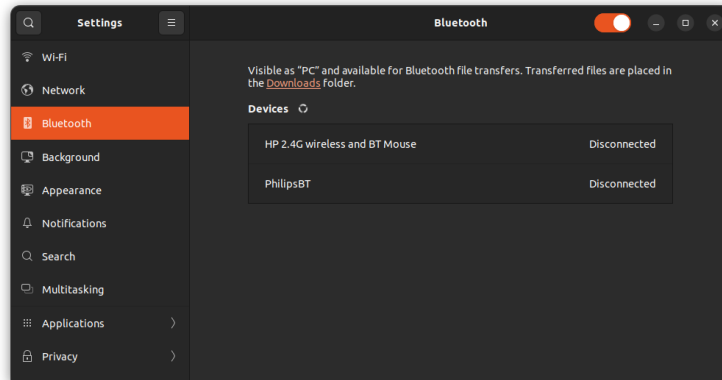 Settings
Bluetooth
Wi-Fi
Network
Bluetooth
Background
Appearance
Notifications
Search
Multitasking
Applications
Privacy
Visible as “PC” and available for Bluetooth file transfers. Transferred files are placed in
the Downloads folder.
Devices
HP 2.4G wireless and BT Mouse Disconnected
PhilipsBT Disconnected